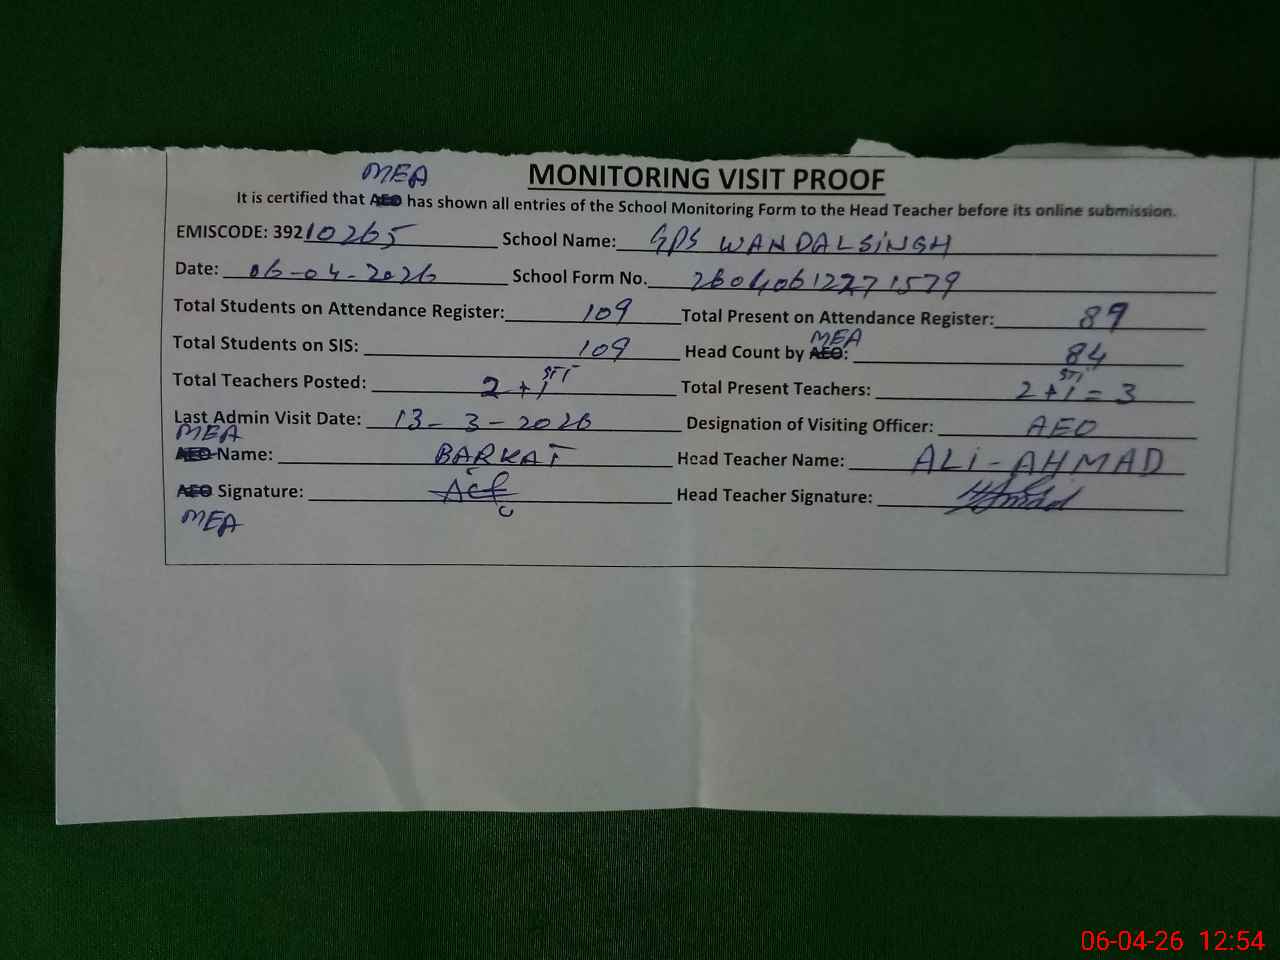 MEA
MONITORING VISIT PROOF
It is certified that AEO has shown all entries of the School Monitoring Form to the Head Teacher before its online submission.
EMISCODE: 39210265 School Name: GPS WANDALSINGH
Date: 06-04-2026 School Form No. 26040612271579
Total Students on Attendance Register: 109 Total Present on Attendance Register: 89
Total Students on SIS: 109 Head Count by AEO: MEA 84
Total Teachers Posted: 2+1 STI Total Present Teachers: 2+1 STI = 3
Last Admin Visit Date: 13-3-2026 Designation of Visiting Officer: AEO
MEA
AEO Name: BARKAT Head Teacher Name: ALI-AHMAD
AEO Signature: Head Teacher Signature:
MEA
06-04-26 12:54